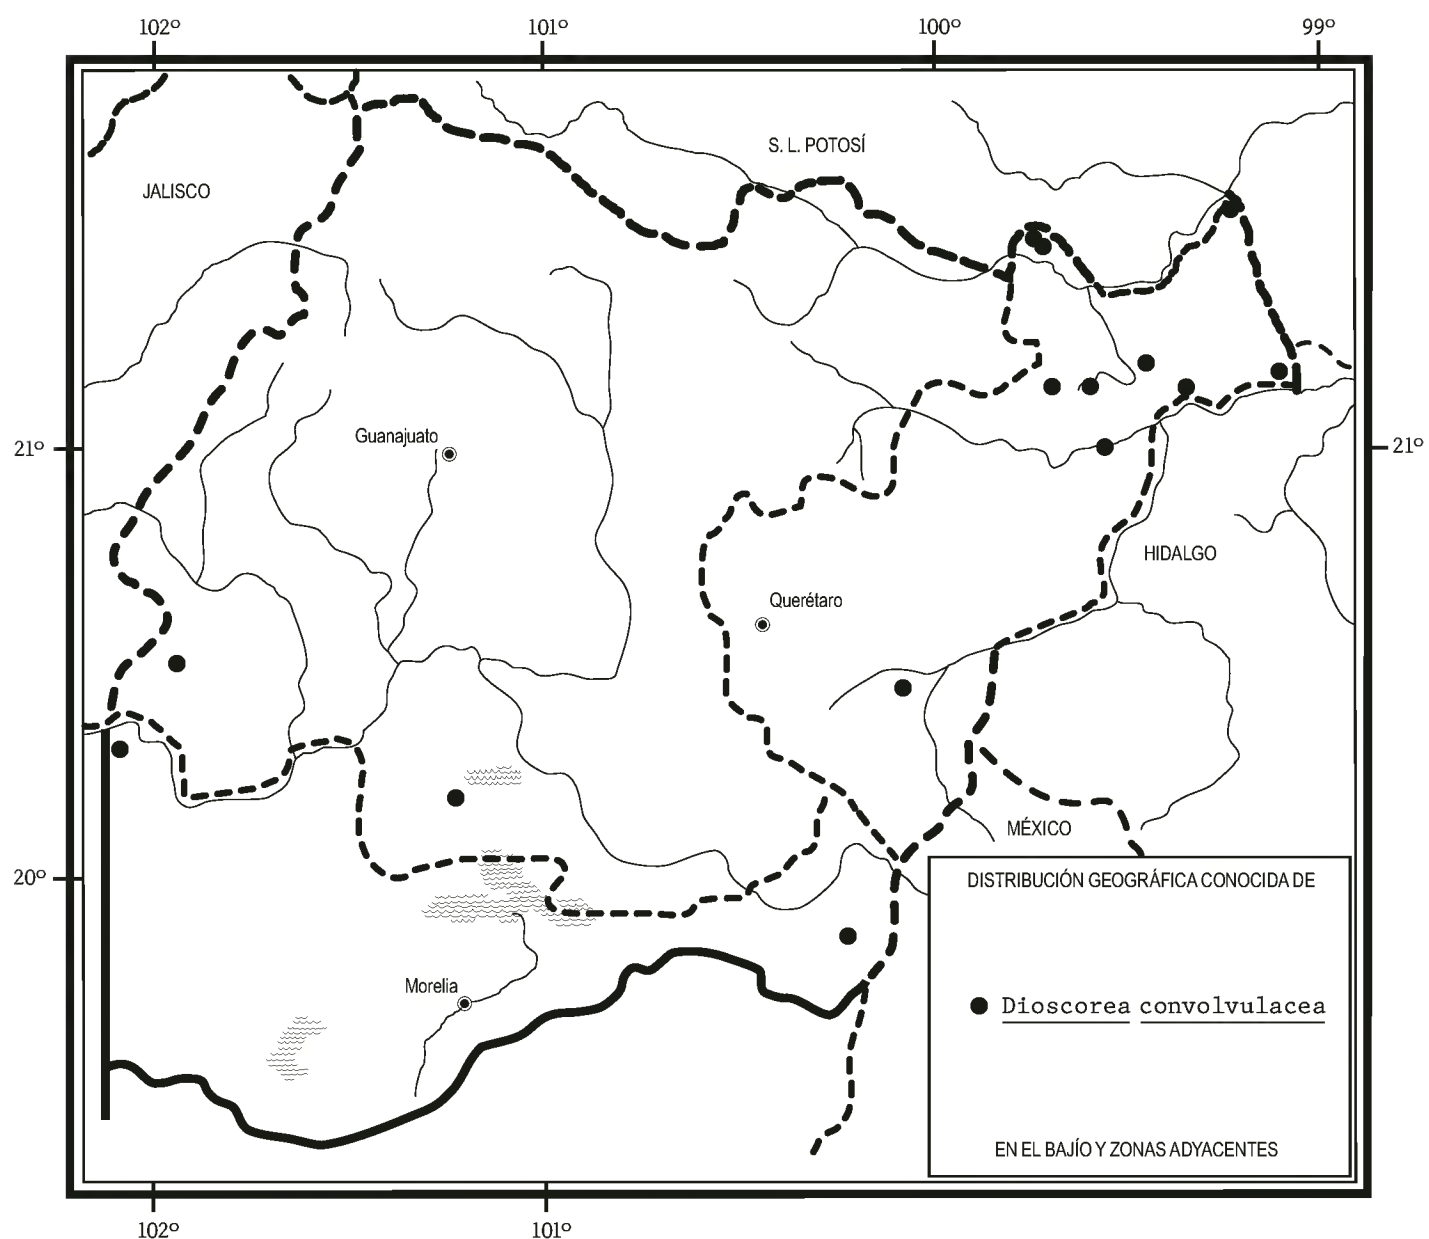 102º 101º 100º 99º
S. L. POTOSÍ
JALISCO
Guanajuato
21º 21º
HIDALGO
Querétaro
MÉXICO
20º
DISTRIBUCIÓN GEOGRÁFICA CONOCIDA DE
Morelia
Dioscorea convolvulacea
EN EL BAJÍO Y ZONAS ADYACENTES
102º 101º